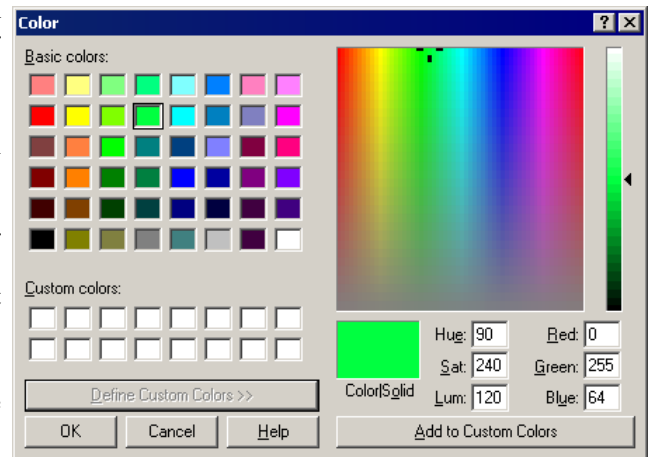 Color
Basic colors:
Custom colors:
Define Custom Colors >>
OK Cancel Help
Color|Solid
Hue: 90 Red: 0
Sat: 240 Green: 255
Lum: 120 Blue: 64
Add to Custom Colors